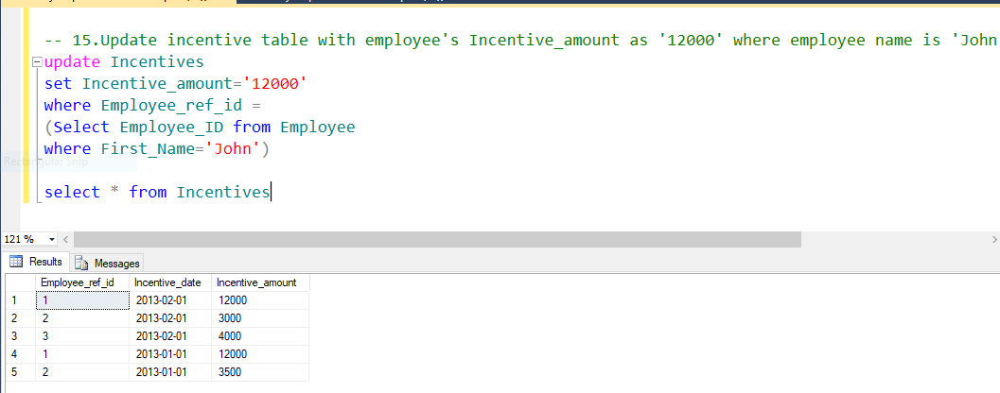 -- 15.Update incentive table with employee's Incentive_amount as '12000' where employee name is 'John
update Incentives
set Incentive_amount='12000'
where Employee_ref_id =
(Select Employee_ID from Employee
where First_Name='John')
Rectangular Snip
select * from Incentives
121 %
Results Messages
Employee_ref_id Incentive_date Incentive_amount
1 1 2013-02-01 12000
2 2 2013-02-01 3000
3 3 2013-02-01 4000
4 1 2013-01-01 12000
5 2 2013-01-01 3500